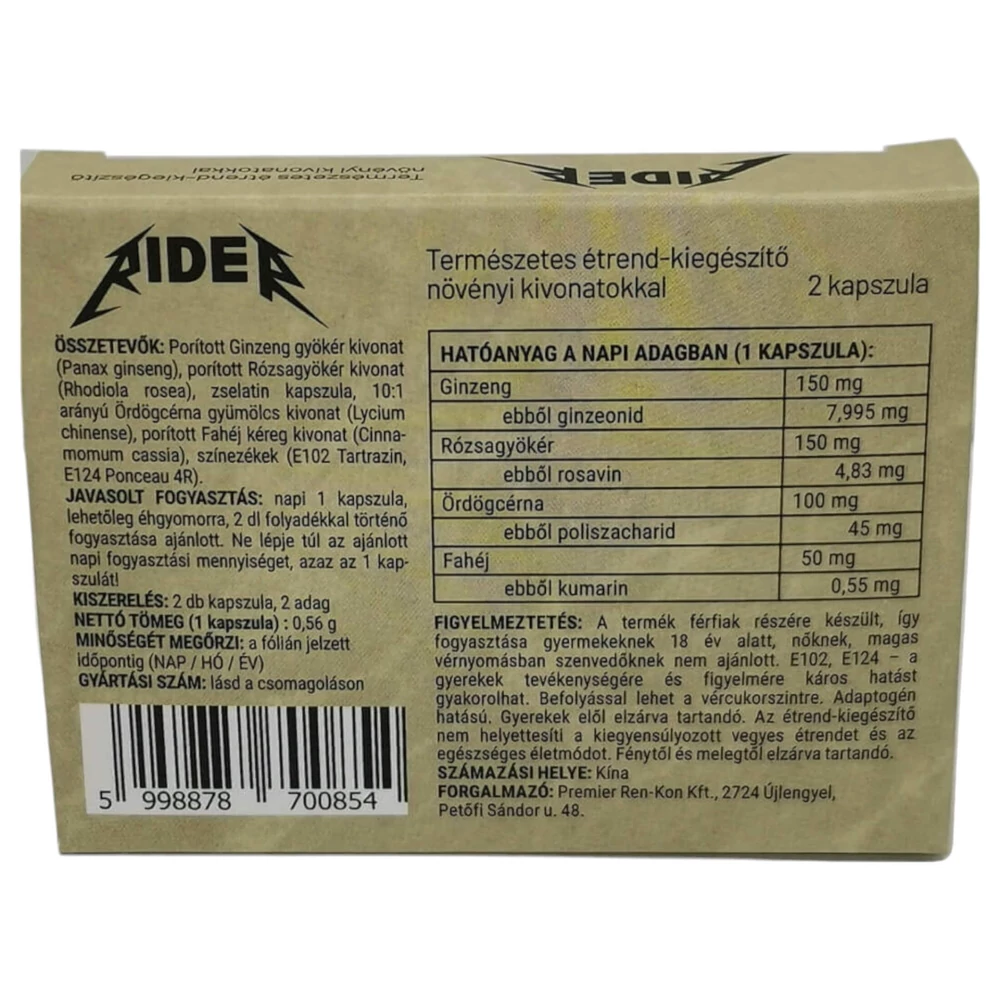 Természetes étrend-kiegészítő
növényi kivonatokkal
RIDER
RIDER
Természetes étrend-kiegészítő
növényi kivonatokkal
2 kapszula
ÖSSZETEVŐK: Porított Ginzeng gyökér kivonat
(Panax ginseng), porított Rózsagyökér kivonat
(Rhodiola rosea), zselatin kapszula, 10:1
arányú Ördögcérna gyümölcs kivonat (Lycium
chinense), porított Fahéj kéreg kivonat (Cinna-
momum cassia), színezékek (E102 Tartrazin,
E124 Ponceau 4R).
JAVASOLT FOGYASZTÁS: napi 1 kapszula,
lehetőleg éhgyomorra, 2 dl folyadékkal történő
fogyasztása ajánlott. Ne lépje túl az ajánlott
napi fogyasztási mennyiséget, azaz az 1 kap-
szulát!
KISZERELÉS: 2 db kapszula, 2 adag
NETTÓ TÖMEG (1 kapszula) : 0,56 g
MINŐSÉGÉT MEGŐRZI: a fólián jelzett
időpontig (NAP / HÓ / ÉV)
GYÁRTÁSI SZÁM: lásd a csomagoláson
5 998878 700854
HATÓANYAG A NAPI ADAGBAN (1 KAPSZULA):
Ginzeng 150 mg
ebből ginzeonid 7,995 mg
Rózsagyökér 150 mg
ebből rosavin 4,83 mg
Ördögcérna 100 mg
ebből poliszacharid 45 mg
Fahéj 50 mg
ebből kumarin 0,55 mg
FIGYELMEZTETÉS: A termék férfiak részére készült, így
fogyasztása gyermekeknek 18 év alatt, nőknek, magas
vérnyomásban szenvedőknek nem ajánlott. E102, E124 – a
gyerekek tevékenységére és figyelmére káros hatást
gyakorolhat. Befolyással lehet a vércukorszintre. Adaptogén
hatású. Gyerekek elől elzárva tartandó. Az étrend-kiegészítő
nem helyettesíti a kiegyensúlyozott vegyes étrendet és az
egészséges életmódot. Fénytől és melegtől elzárva tartandó.
SZÁMAZÁSI HELYE: Kína
FORGALMAZÓ: Premier Ren-Kon Kft., 2724 Újlengyel,
Petőfi Sándor u. 48.